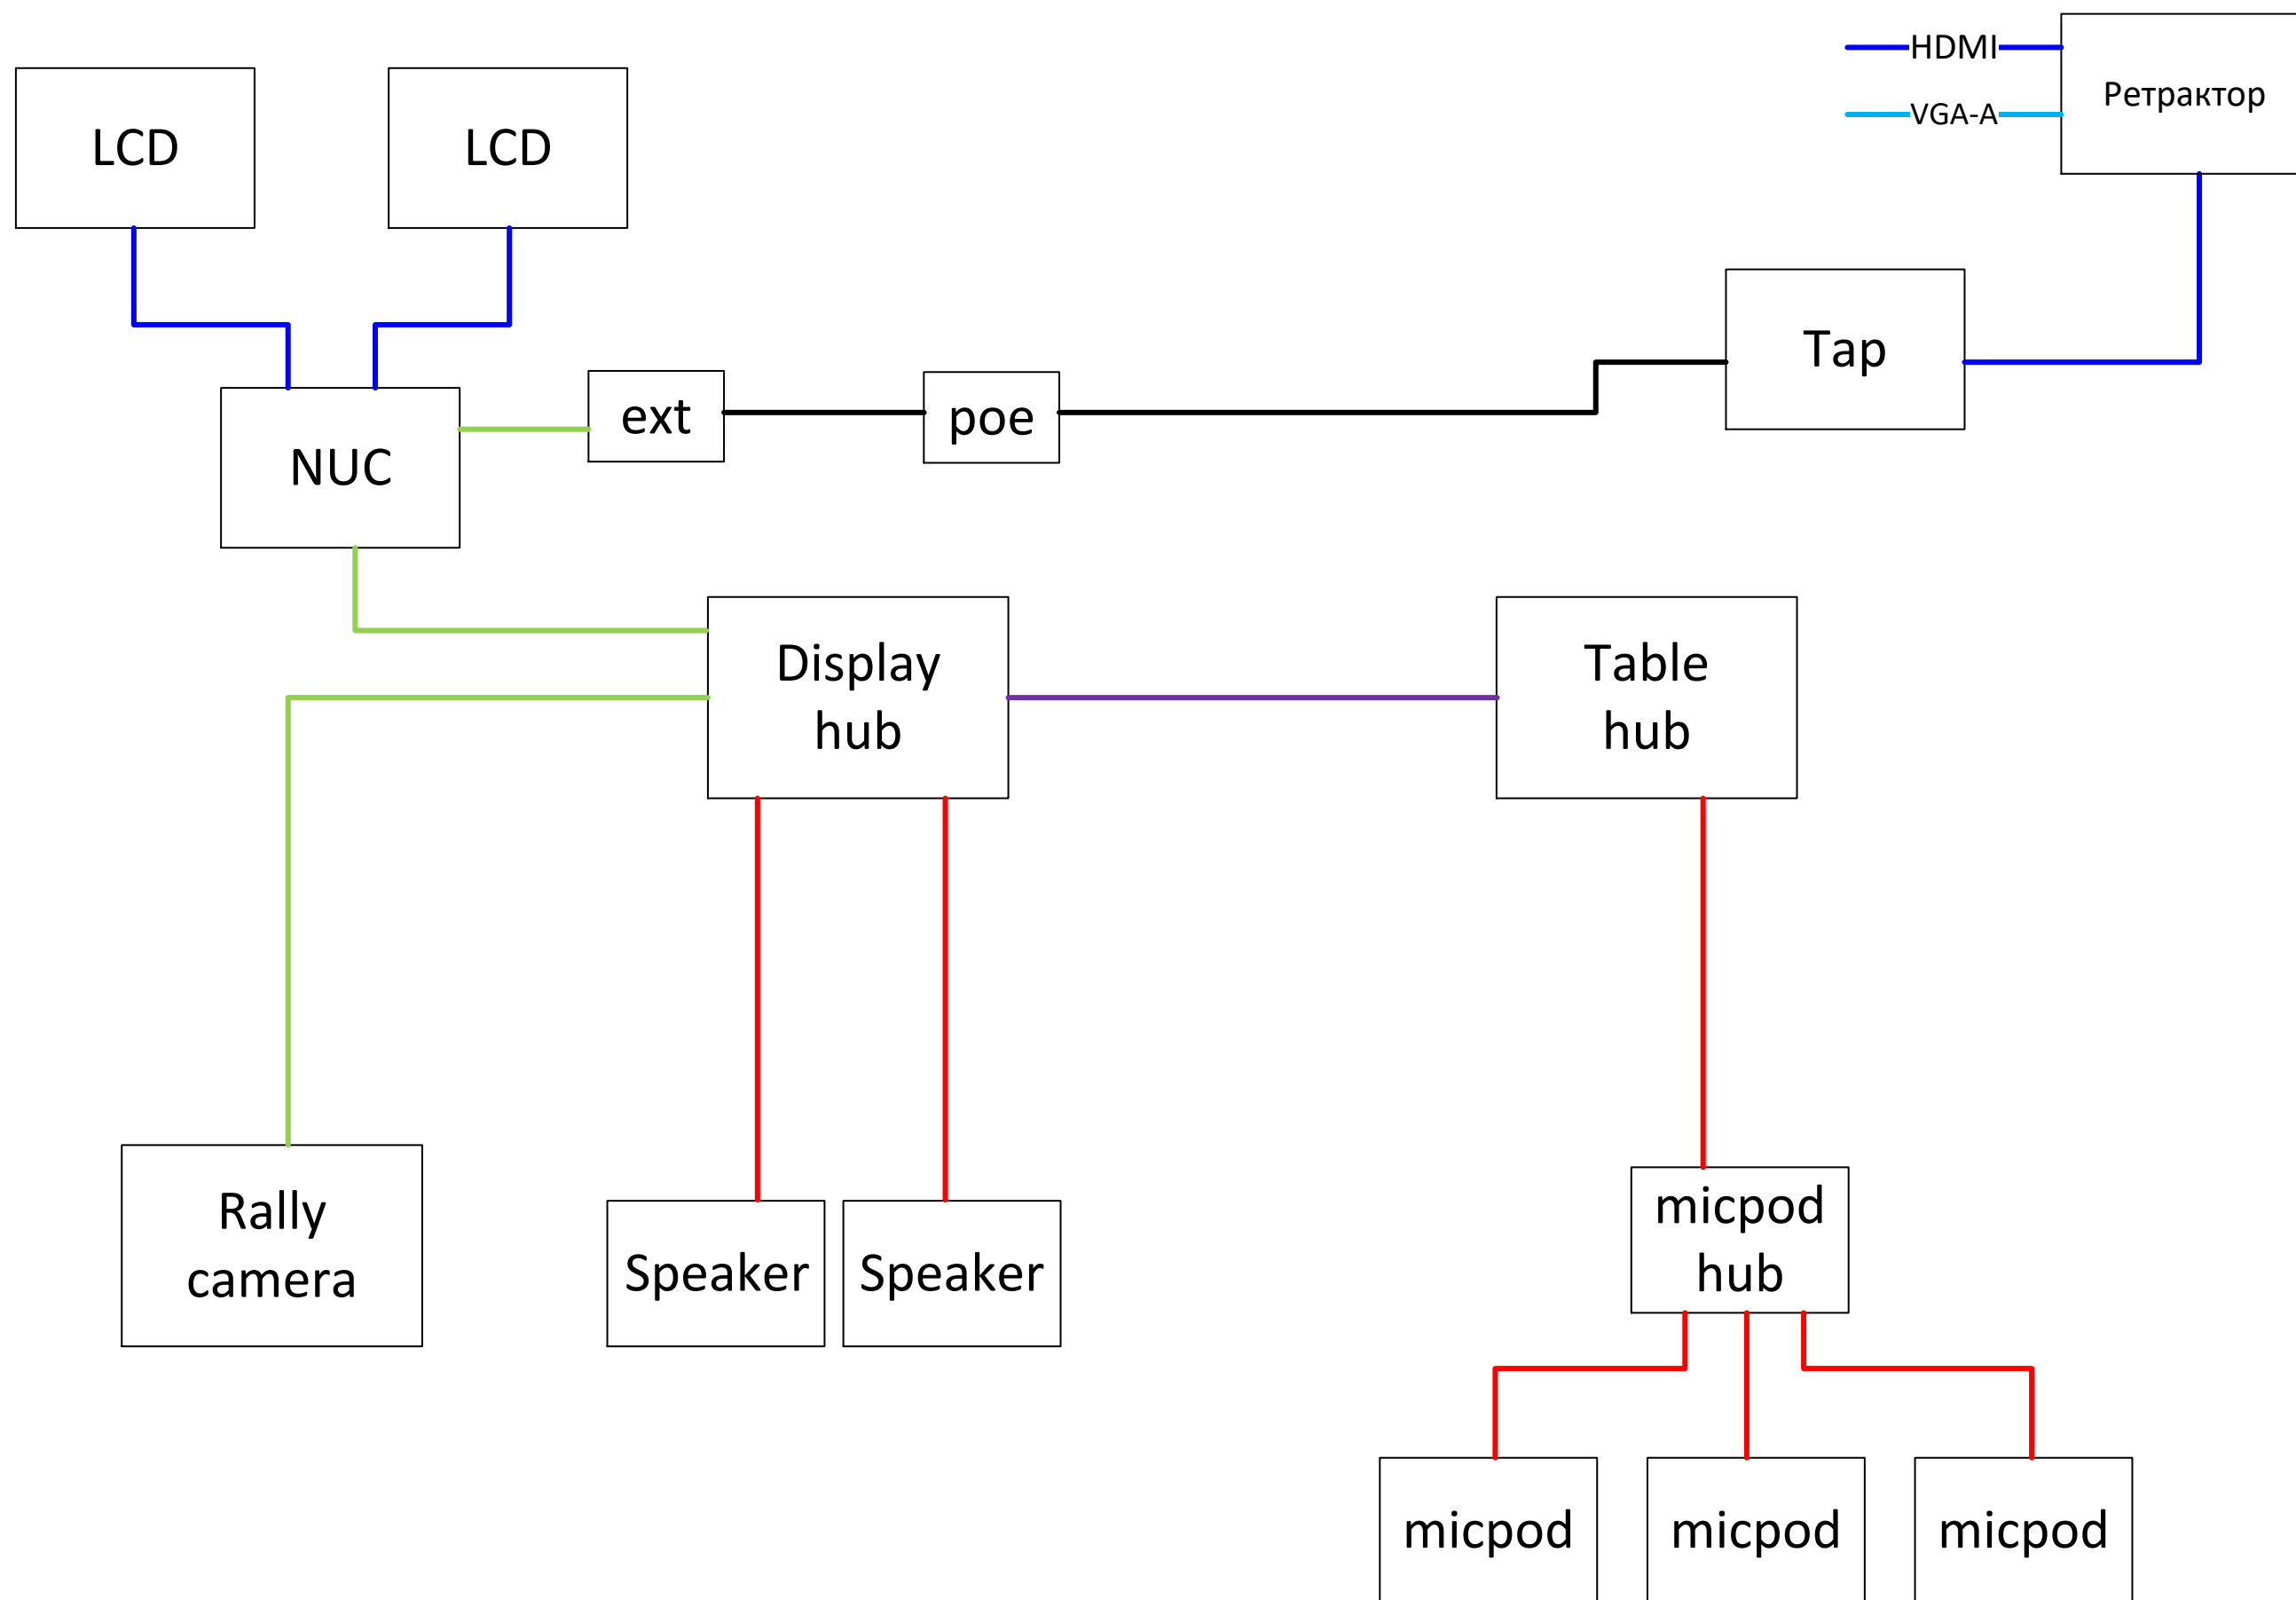 HDMI
VGA-A
Ретрактор
LCD
LCD
Tap
ext
poe
NUC
Display
hub
Table
hub
Rally
camera
Speaker
Speaker
micpod
hub
micpod
micpod
micpod